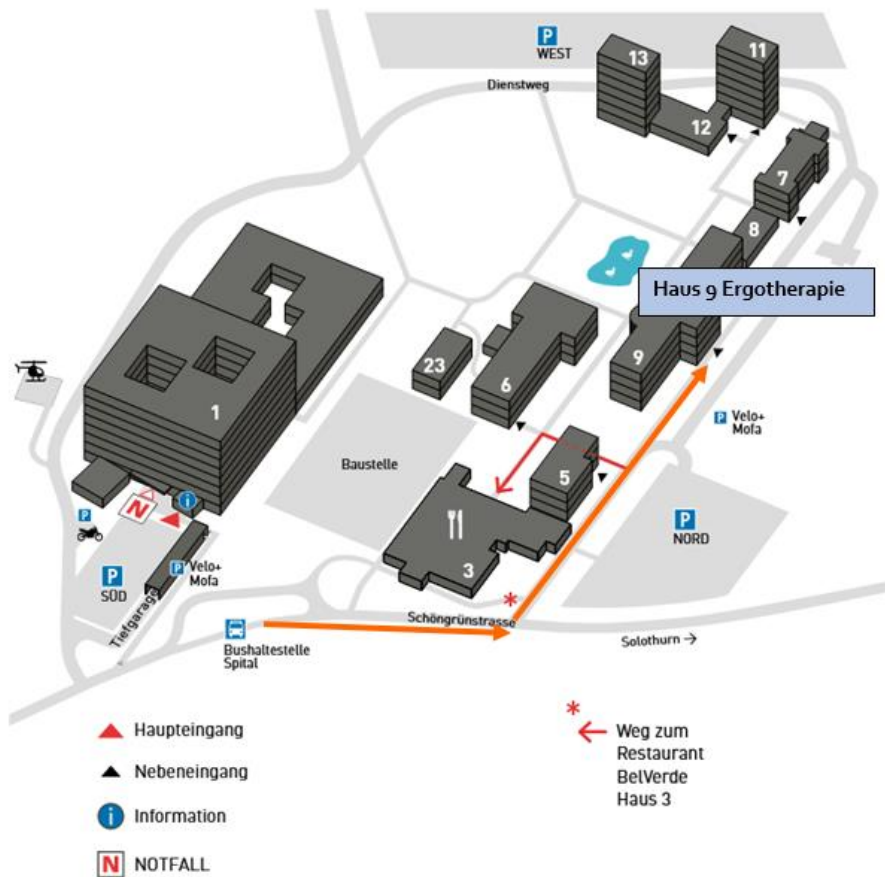 P
WEST
Dienstweg
13
11
12
7
8
Haus 9 Ergotherapie
9
23
6
1
5
Baustelle
P
Velo+
Mofa
P
NORD
3
i
N
P
P
SÜD
P
Velo+
Mofa
Tiefgarage
*
Schöngrünstrasse
Solothurn →
Bushaltestelle
Spital
Haupteingang
Nebeneingang
i
Information
N
NOTFALL
*
← Weg zum
Restaurant
BelVerde
Haus 3